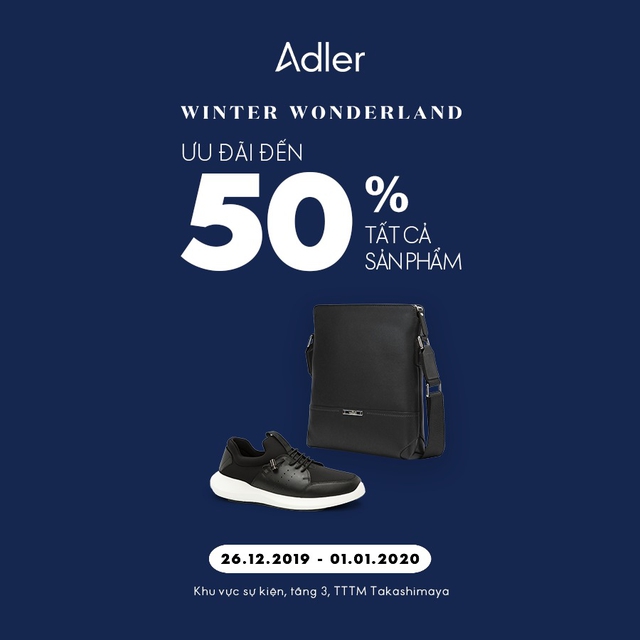 Adler
WINTER WONDERLAND
ƯU ĐÃI ĐẾN
50%
TẤT CẢ
SẢN PHẨM
26.12.2019 - 01.01.2020
Khu vực sự kiện, tầng 3, TTTM Takashimaya